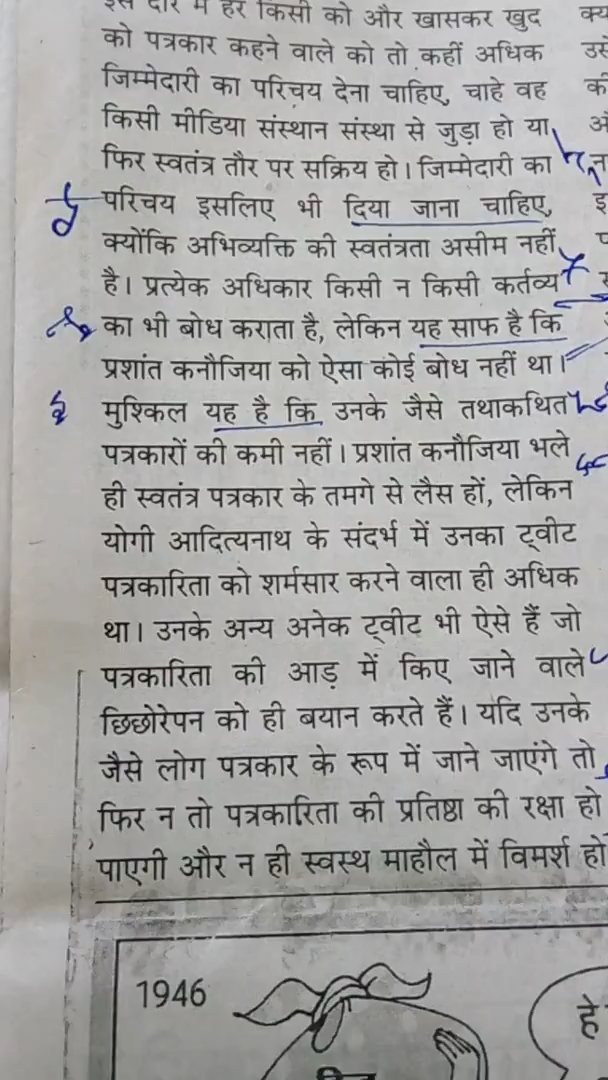 इस दौर में हर किसी को और खासकर खुद
को पत्रकार कहने वाले को तो कहीं अधिक
जिम्मेदारी का परिचय देना चाहिए, चाहे वह
किसी मीडिया संस्थान संस्था से जुड़ा हो या
फिर स्वतंत्र तौर पर सक्रिय हो। जिम्मेदारी का
परिचय इसलिए भी दिया जाना चाहिए,
क्योंकि अभिव्यक्ति की स्वतंत्रता असीम नहीं
है। प्रत्येक अधिकार किसी न किसी कर्तव्य
का भी बोध कराता है, लेकिन यह साफ है कि
प्रशांत कनौजिया को ऐसा कोई बोध नहीं था।
मुश्किल यह है कि उनके जैसे तथाकथित
पत्रकारों की कमी नहीं। प्रशांत कनौजिया भले
ही स्वतंत्र पत्रकार के तमगे से लैस हों, लेकिन
योगी आदित्यनाथ के संदर्भ में उनका ट्वीट
पत्रकारिता को शर्मसार करने वाला ही अधिक
था। उनके अन्य अनेक ट्वीट भी ऐसे हैं जो
पत्रकारिता की आड़ में किए जाने वाले
छिछोरेपन को ही बयान करते हैं। यदि उनके
जैसे लोग पत्रकार के रूप में जाने जाएंगे तो
फिर न तो पत्रकारिता की प्रतिष्ठा की रक्षा हो
पाएगी और न ही स्वस्थ माहौल में विमर्श हो
1946
हे